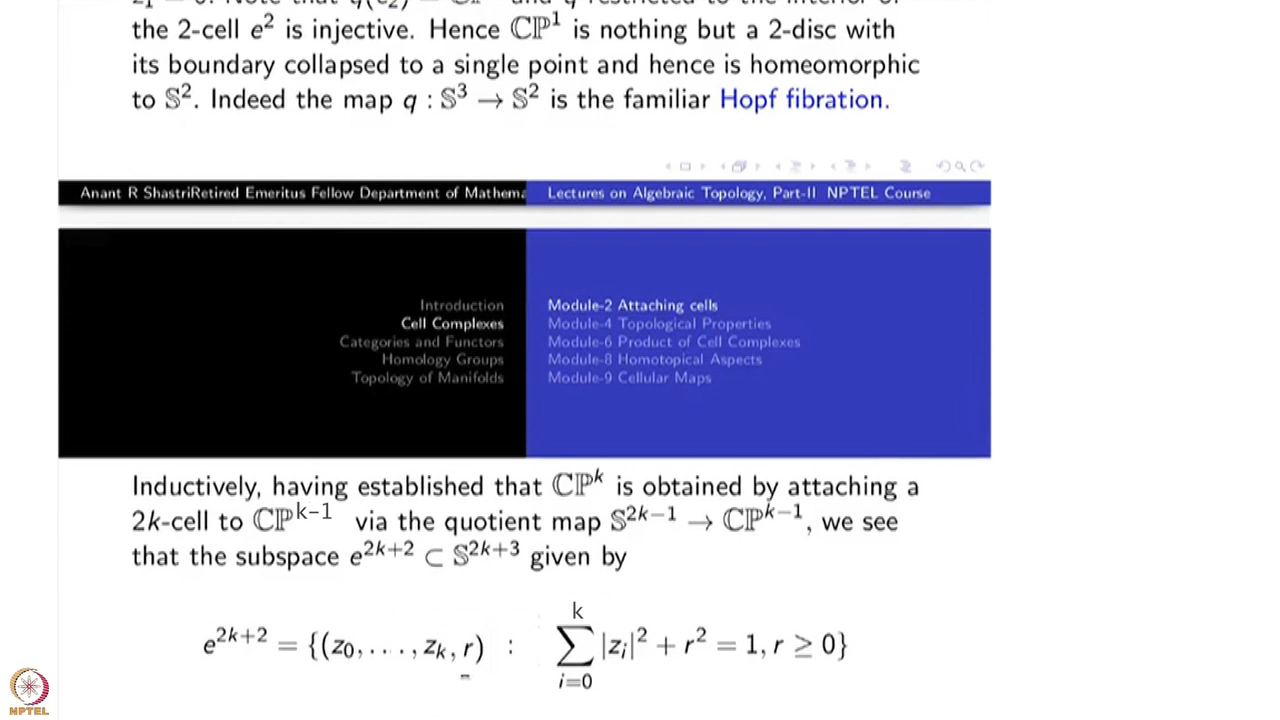 the 2-cell e² is injective. Hence ℂℙ¹ is nothing but a 2-disc with
its boundary collapsed to a single point and hence is homeomorphic
to 𝕊². Indeed the map q : 𝕊³ → 𝕊² is the familiar Hopf fibration.
Anant R ShastriRetired Emeritus Fellow Department of Mathema
Lectures on Algebraic Topology, Part-II NPTEL Course
Introduction
Cell Complexes
Categories and Functors
Homology Groups
Topology of Manifolds
Module-2 Attaching cells
Module-4 Topological Properties
Module-6 Product of Cell Complexes
Module-8 Homotopical Aspects
Module-9 Cellular Maps
Inductively, having established that ℂℙᵏ is obtained by attaching a
2k-cell to ℂℙᵏ⁻¹ via the quotient map 𝕊²ᵏ⁻¹ → ℂℙᵏ⁻¹, we see
that the subspace e²ᵏ⁺² ⊂ 𝕊²ᵏ⁺³ given by
e²ᵏ⁺² = {(z₀, . . . , zₖ, r) : ∑ᵢ₌₀ᵏ |zᵢ|² + r² = 1, r ≥ 0}
NPTEL